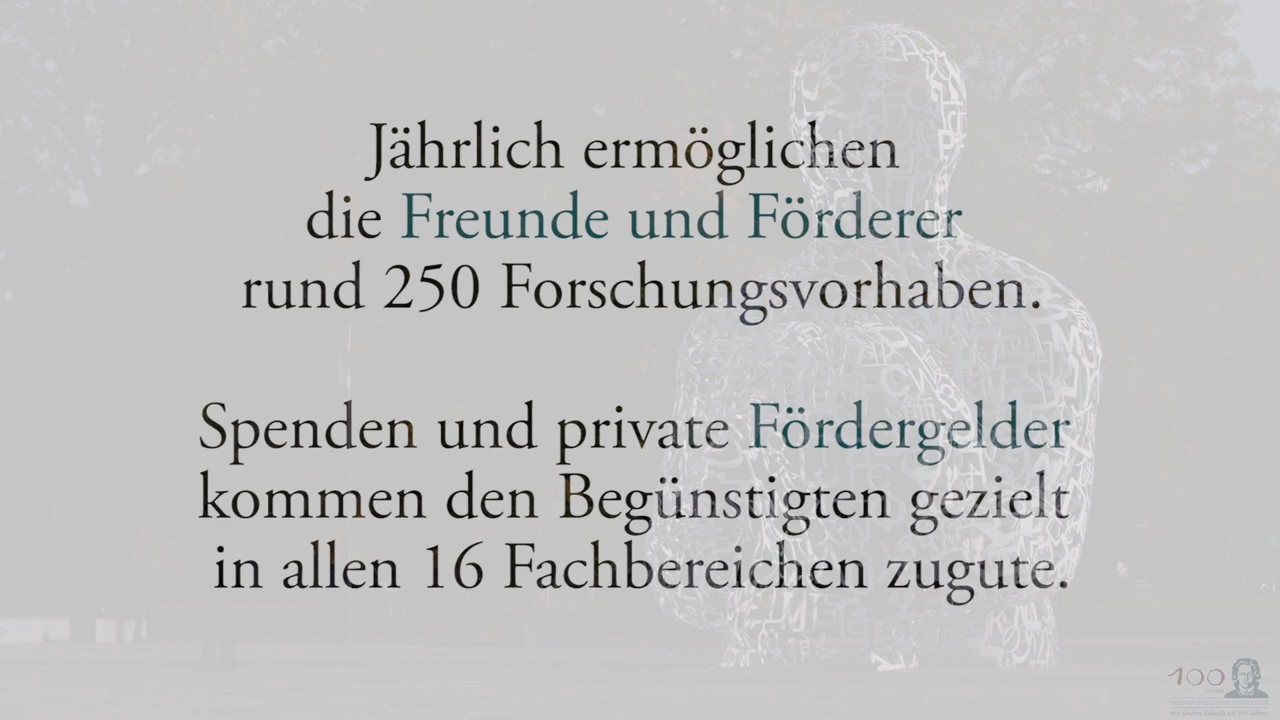 Jährlich ermöglichen
die Freunde und Förderer
rund 250 Forschungsvorhaben.
Spenden und private Fördergelder
kommen den Begünstigten gezielt
in allen 16 Fachbereichen zugute.
100
JAHRE